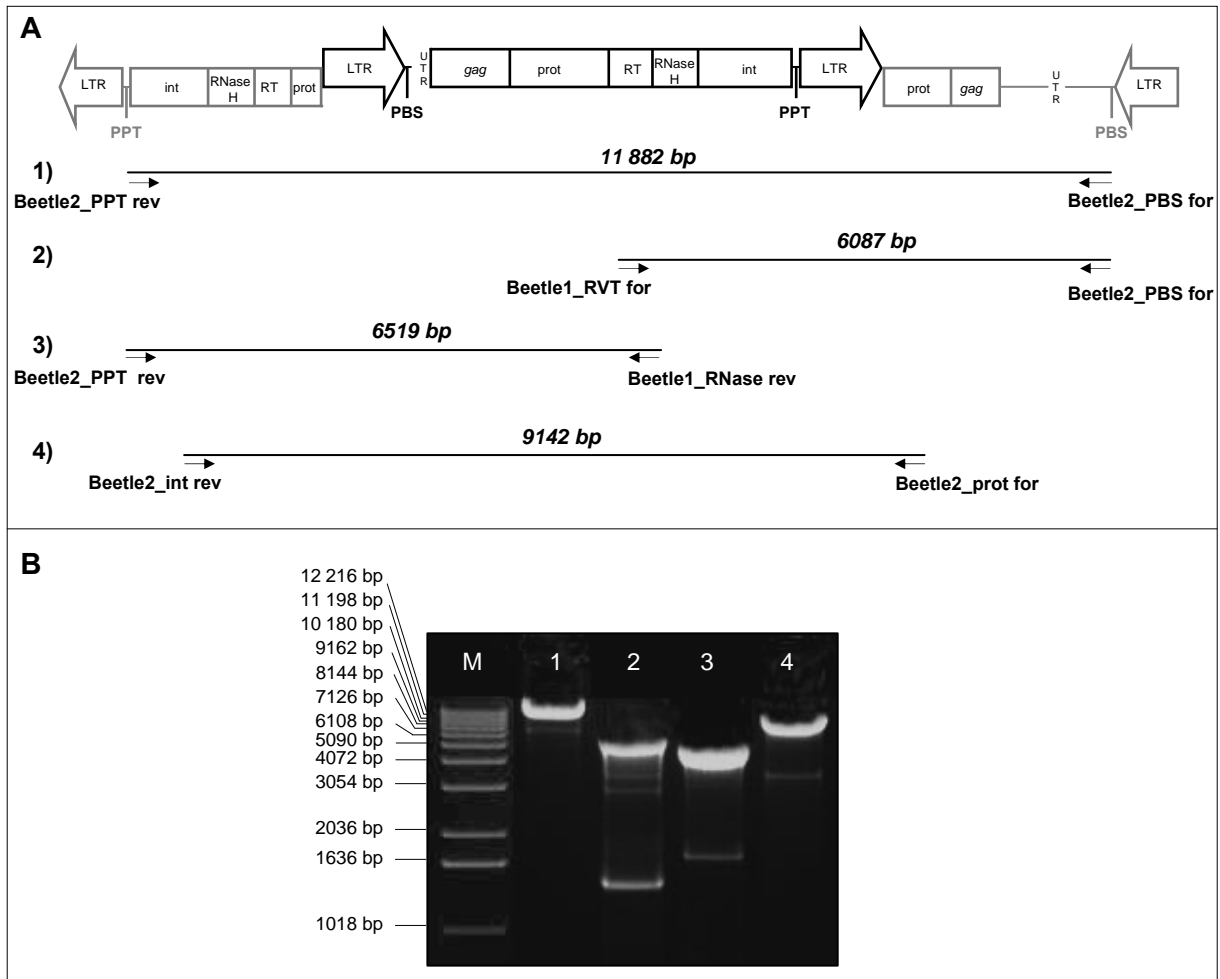 A
LTR int RNase H RT prot LTR UTR gag prot RT RNase H int LTR prot gag UTR LTR
PPT PBS PPT PBS
1) 11 882 bp
Beetle2_PPT rev Beetle2_PBS for
2) 6087 bp
Beetle1_RVT for Beetle2_PBS for
3) 6519 bp
Beetle2_PPT rev Beetle1_RNase rev
4) 9142 bp
Beetle2_int rev Beetle2_prot for
B
12 216 bp
11 198 bp
10 180 bp
9162 bp
8144 bp
7126 bp
6108 bp
5090 bp
4072 bp
3054 bp
2036 bp
1636 bp
1018 bp
M 1 2 3 4